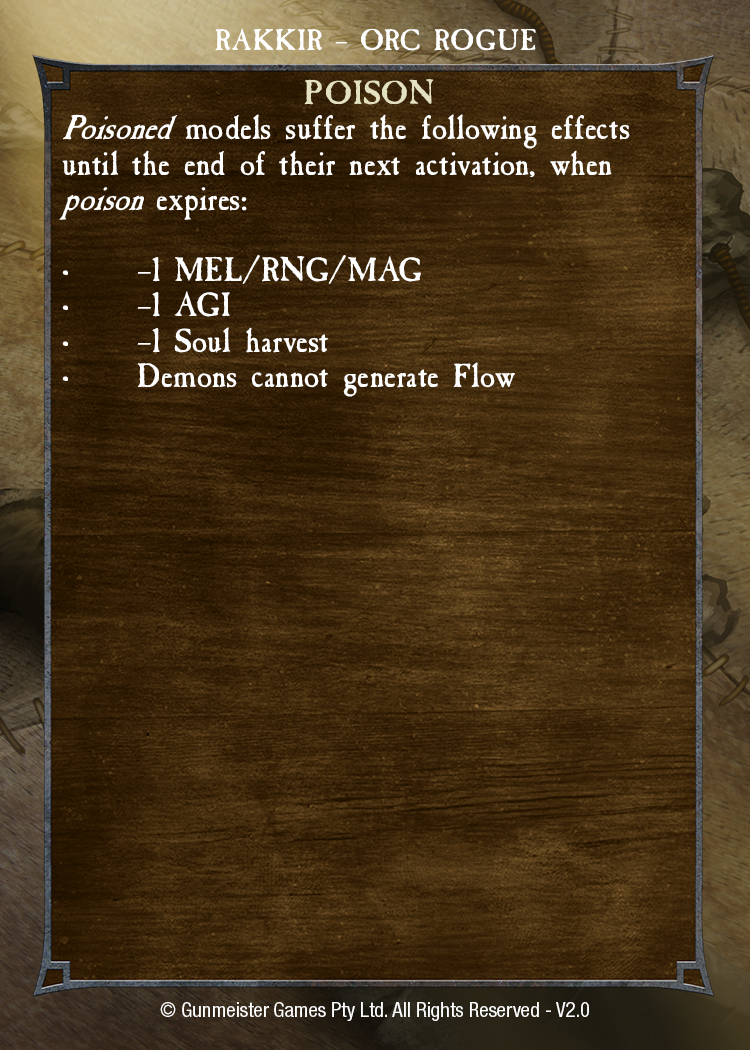 RAKKIR – ORC ROGUE
POISON
Poisoned models suffer the following effects
until the end of their next activation, when
poison expires:
• –1 MEL/RNG/MAG
• –1 AGI
• –1 Soul harvest
• Demons cannot generate Flow
© Gunmeister Games Pty Ltd. All Rights Reserved - V2.0